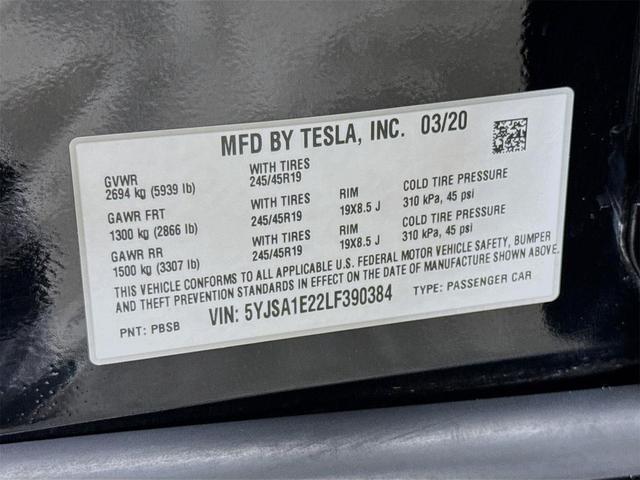 MFD BY TESLA, INC. 03/20
GVWR WITH TIRES
2694 kg (5939 lb) 245/45R19
GAWR FRT WITH TIRES RIM COLD TIRE PRESSURE
1300 kg (2866 lb) 245/45R19 19X8.5 J 310 kPa, 45 psi
GAWR RR WITH TIRES RIM COLD TIRE PRESSURE
1500 kg (3307 lb) 245/45R19 19X8.5 J 310 kPa, 45 psi
THIS VEHICLE CONFORMS TO ALL APPLICABLE U.S. FEDERAL MOTOR VEHICLE SAFETY, BUMPER
AND THEFT PREVENTION STANDARDS IN EFFECT ON THE DATE OF MANUFACTURE SHOWN ABOVE.
PNT: PBSB VIN: 5YJSA1E22LF390384 TYPE: PASSENGER CAR